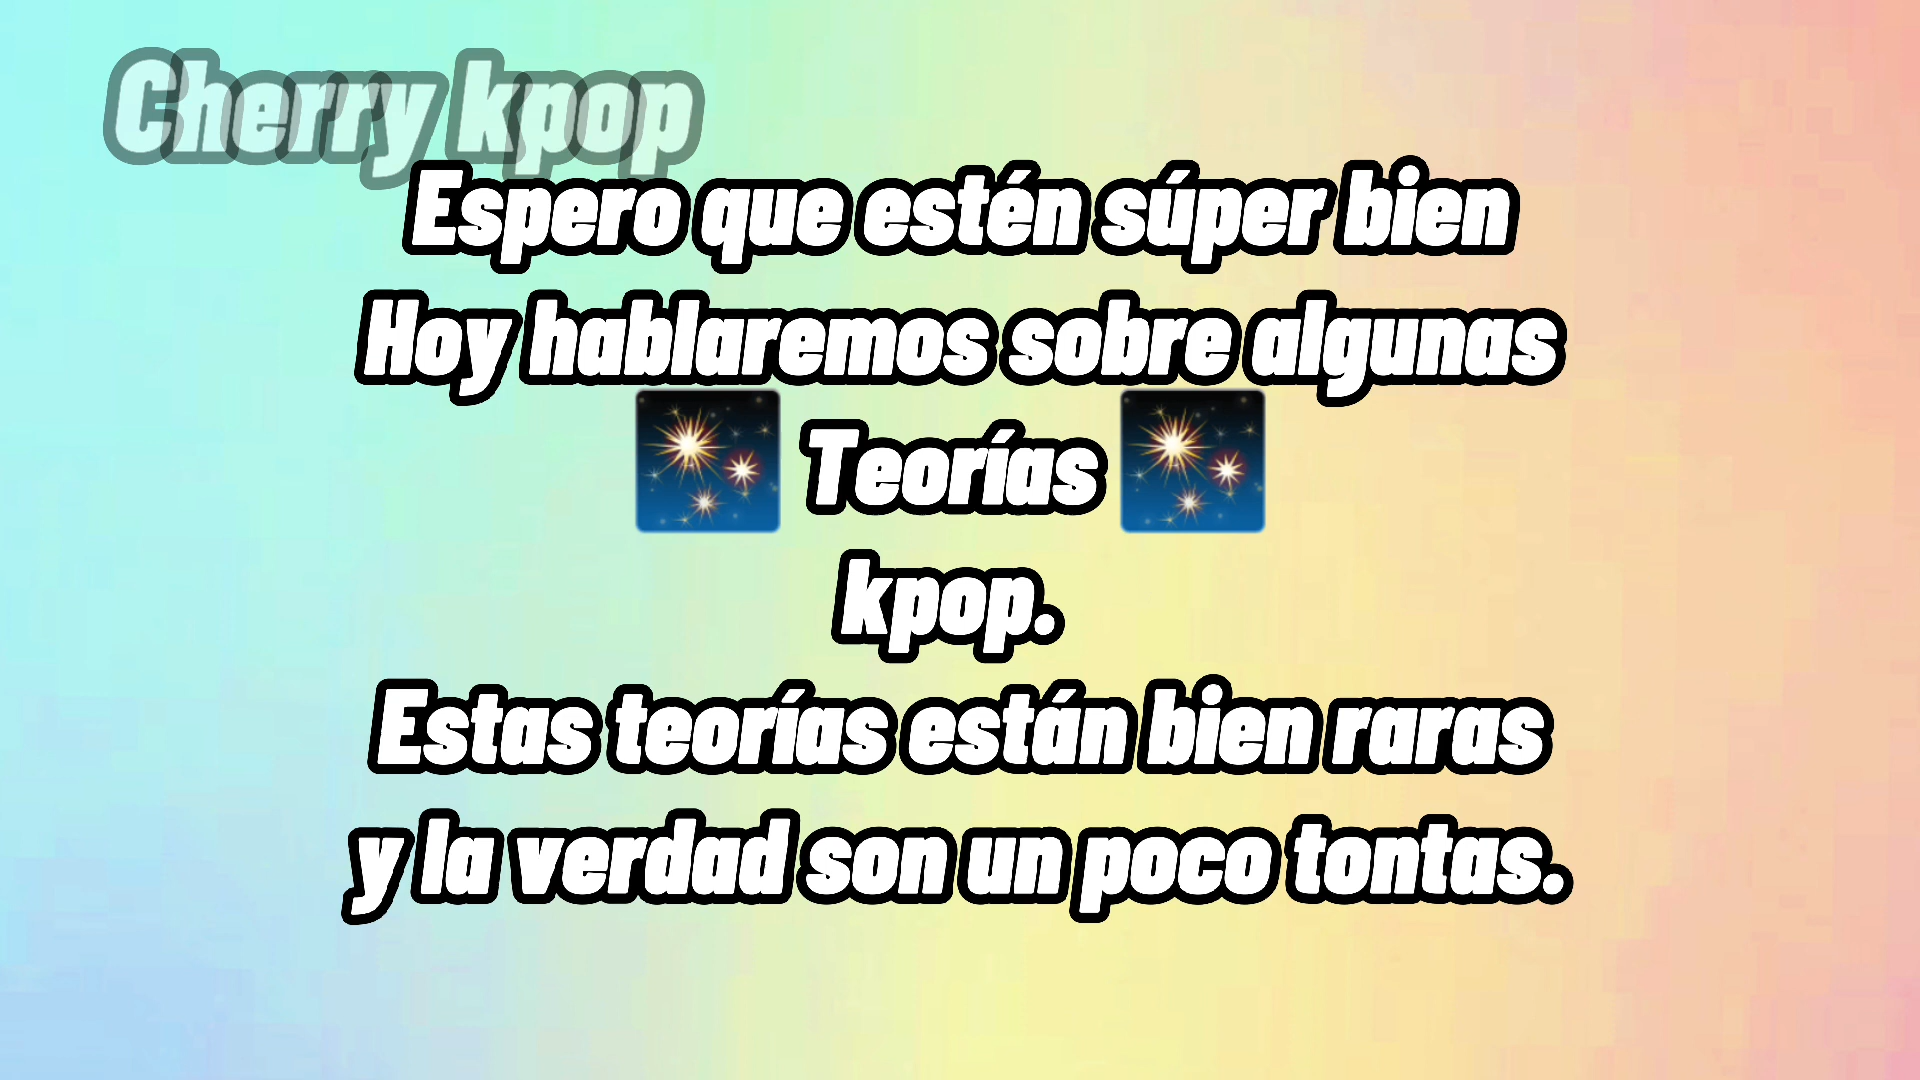 Cherry kpop
Espero que estén súper bien
Hoy hablaremos sobre algunas
🎆 Teorías 🎆
kpop.
Estas teorías están bien raras
y la verdad son un poco tontas.